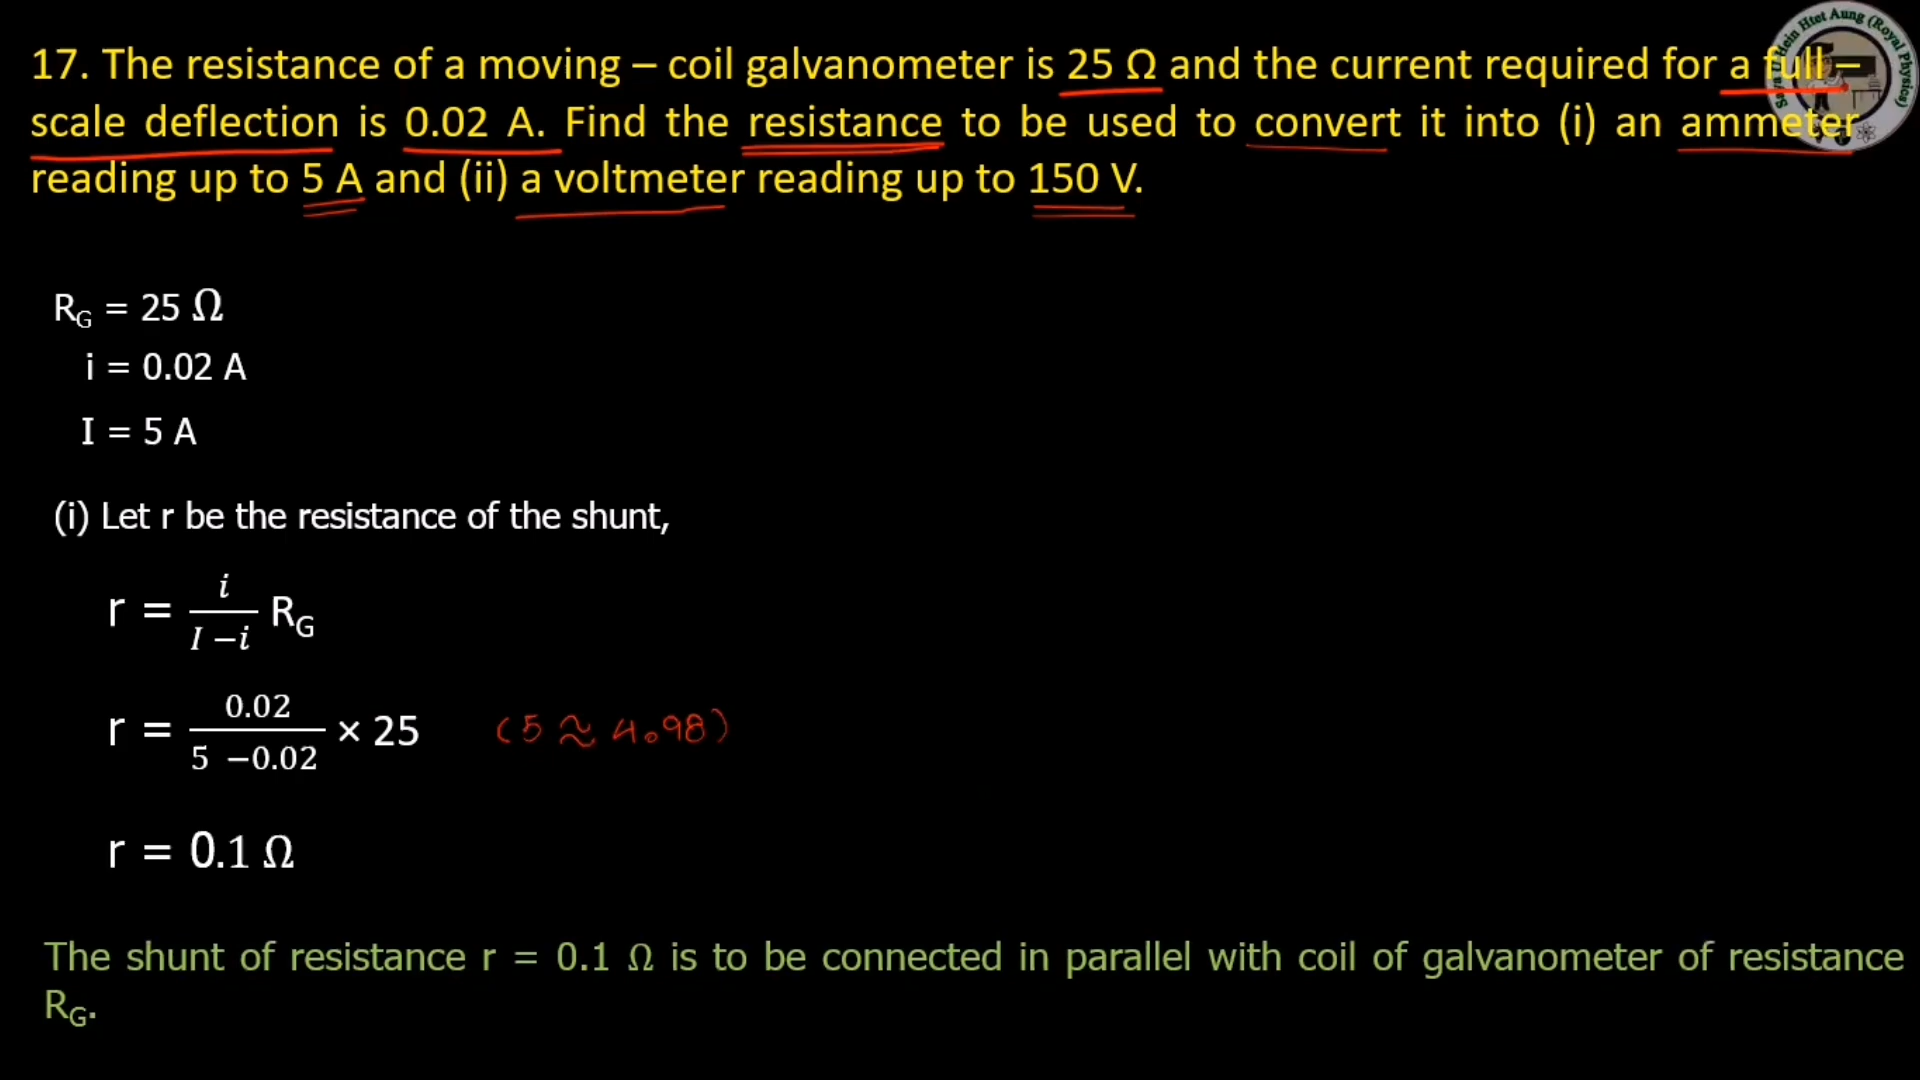 17. The resistance of a moving – coil galvanometer is 25 Ω and the current required for a full –
scale deflection is 0.02 A. Find the resistance to be used to convert it into (i) an ammeter
reading up to 5 A and (ii) a voltmeter reading up to 150 V.
R_G = 25 Ω
i = 0.02 A
I = 5 A
(i) Let r be the resistance of the shunt,
r = i / (I – i) R_G
r = 0.02 / (5 – 0.02) × 25 (5 ≈ 4.98)
r = 0.1 Ω
The shunt of resistance r = 0.1 Ω is to be connected in parallel with coil of galvanometer of resistance
R_G.